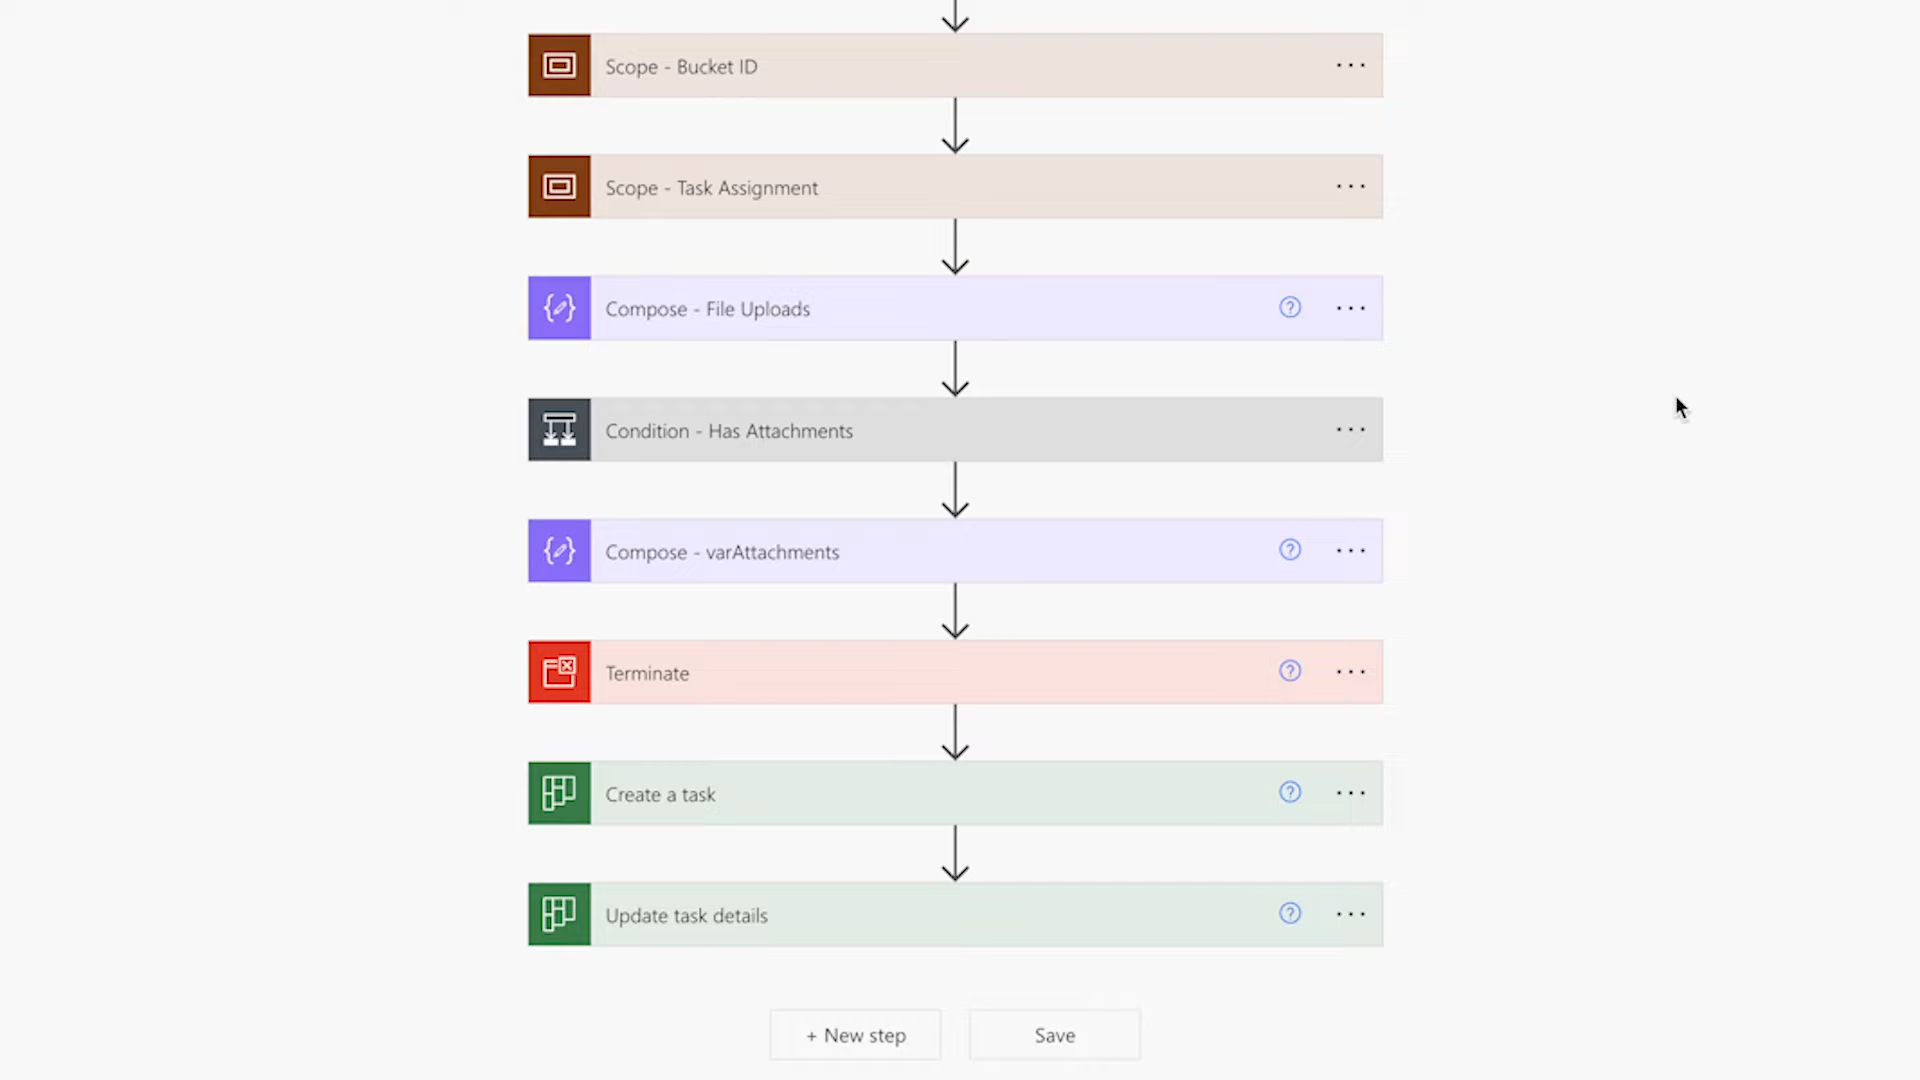 Scope - Bucket ID
Scope - Task Assignment
Compose - File Uploads
Condition - Has Attachments
Compose - varAttachments
Terminate
Create a task
Update task details
+ New step
Save